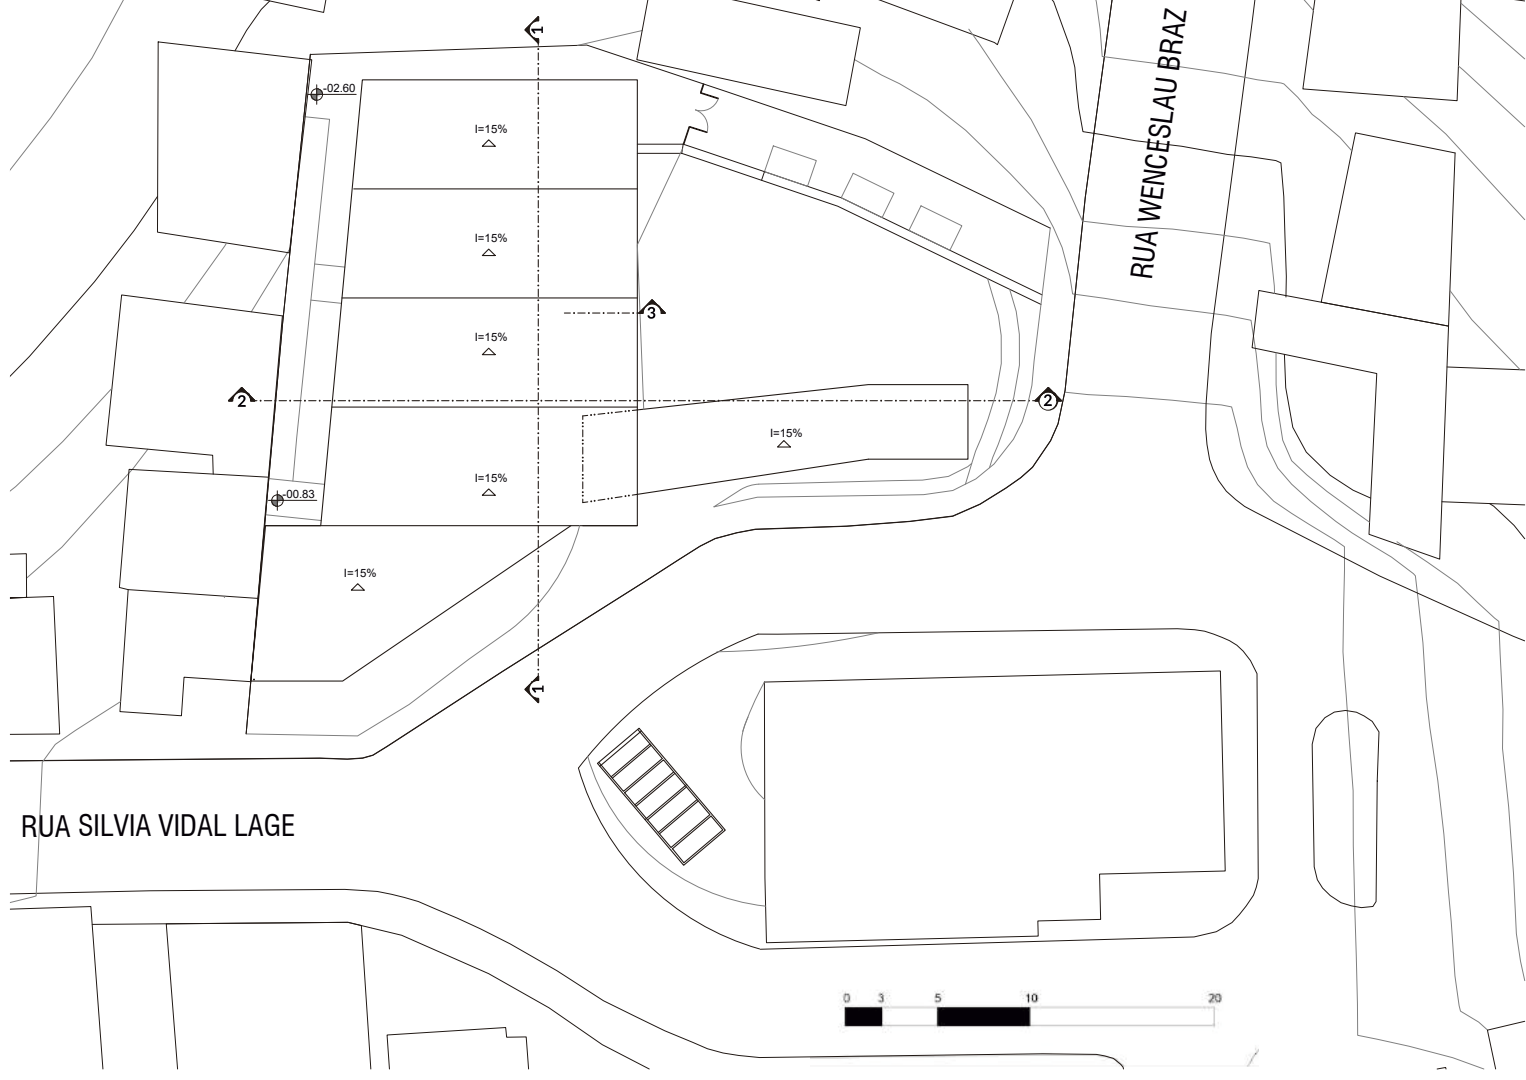 1
-02.60
I=15%
RUA WENCESLAU BRAZ
I=15%
3
I=15%
2
2
I=15%
I=15%
-00.83
I=15%
1
RUA SILVIA VIDAL LAGE
0 3 5 10 20